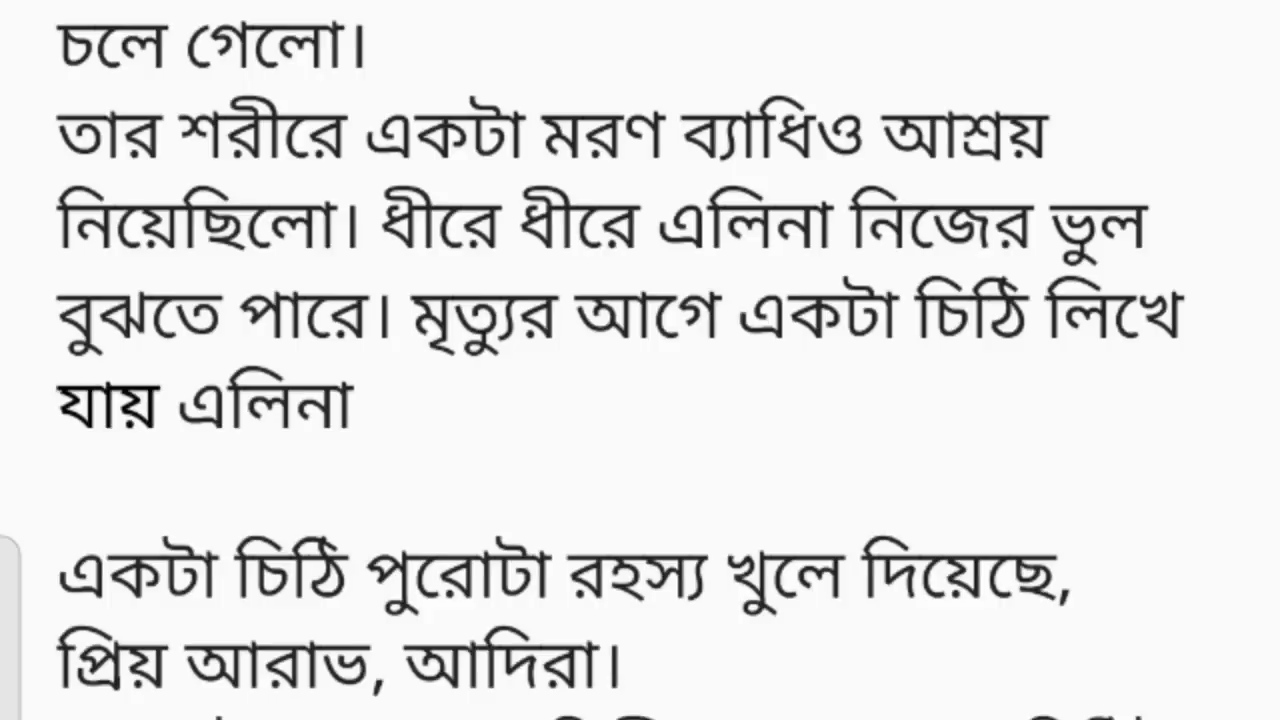 চলে গেলো।
তার শরীরে একটা মরণ ব্যাধিও আশ্রয়
নিয়েছিলো। ধীরে ধীরে এলিনা নিজের ভুল
বুঝতে পারে। মৃত্যুর আগে একটা চিঠি লিখে
যায় এলিনা
একটা চিঠি পুরোটা রহস্য খুলে দিয়েছে,
প্রিয় আরাভ, আদিরা।